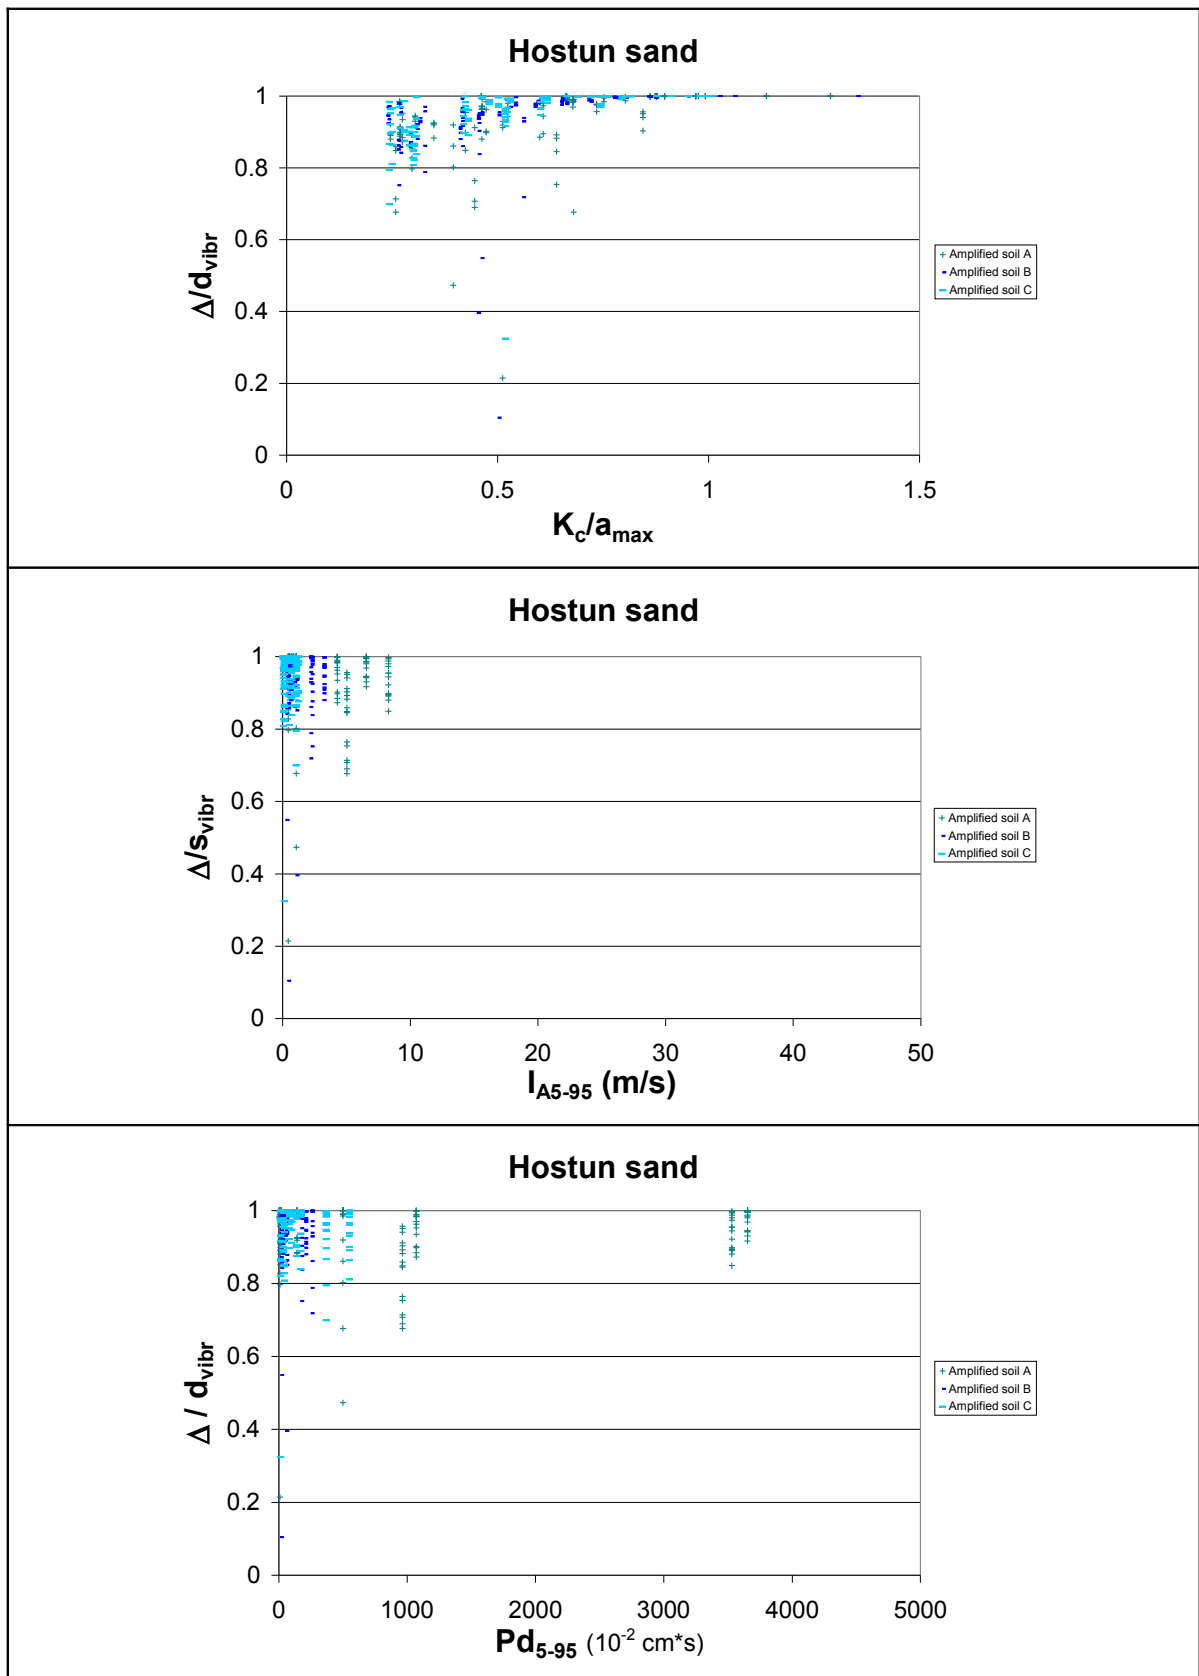 Hostun sand
1
0.8
0.6
0.4
0.2
0
Δ/dvibr
0 0.5 1 1.5
Kc/amax
Amplified soil A
Amplified soil B
Amplified soil C
Hostun sand
1
0.8
0.6
0.4
0.2
0
Δ/svibr
0 10 20 30 40 50
IA5-95 (m/s)
Amplified soil A
Amplified soil B
Amplified soil C
Hostun sand
1
0.8
0.6
0.4
0.2
0
Δ / dvibr
0 1000 2000 3000 4000 5000
Pd5-95 (10-2 cm*s)
Amplified soil A
Amplified soil B
Amplified soil C